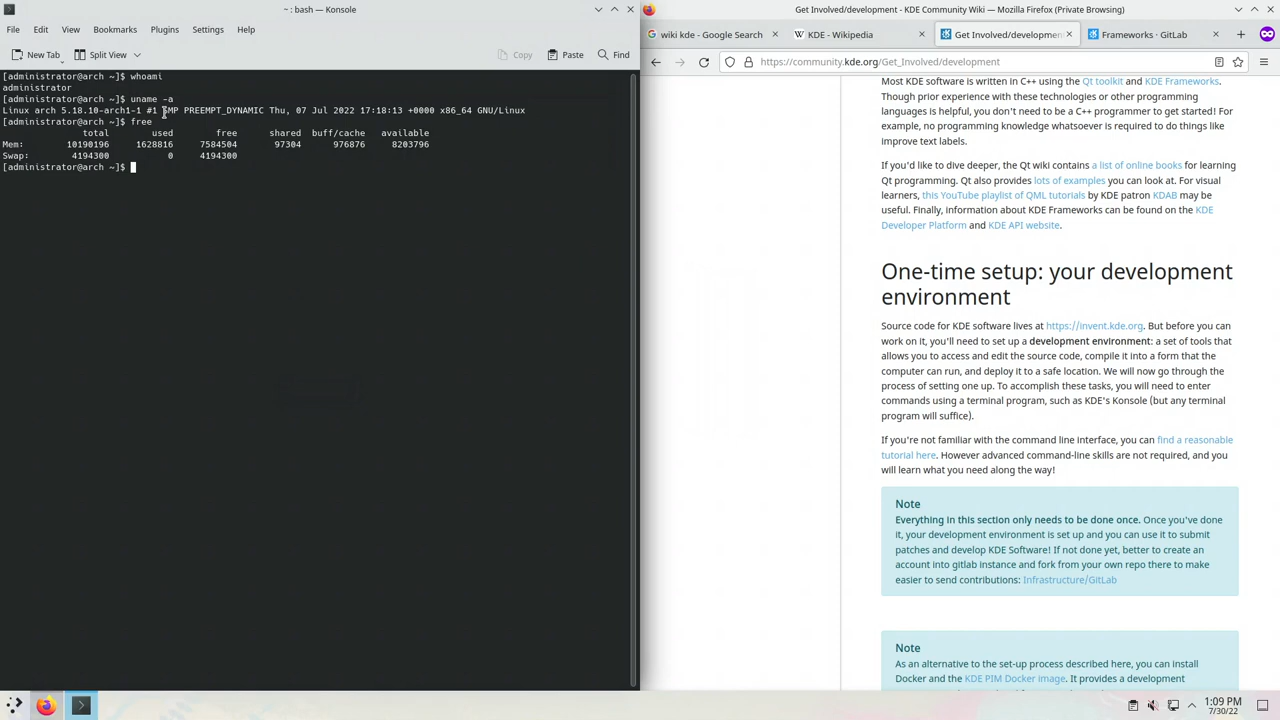 ~ : bash — Konsole
File Edit View Bookmarks Plugins Settings Help
New Tab Split View Copy Paste Find
[administrator@arch ~]$ whoami
administrator
[administrator@arch ~]$ uname -a
Linux arch 5.18.10-arch1-1 #1 SMP PREEMPT_DYNAMIC Thu, 07 Jul 2022 17:18:13 +0000 x86_64 GNU/Linux
[administrator@arch ~]$ free
total used free shared buff/cache available
Mem: 10190196 1628816 7584504 97304 976876 8203796
Swap: 4194300 0 4194300
[administrator@arch ~]$
Get Involved/development - KDE Community Wiki — Mozilla Firefox (Private Browsing)
wiki kde - Google Search KDE - Wikipedia Get Involved/development Frameworks · GitLab
https://community.kde.org/Get_Involved/development
Most KDE software is written in C++ using the Qt toolkit and KDE Frameworks.
Though prior experience with these technologies or other programming
languages is helpful, you don't need to be a C++ programmer to get started! For
example, no programming knowledge whatsoever is required to do things like
improve text labels.
If you'd like to dive deeper, the Qt wiki contains a list of online books for learning
Qt programming. Qt also provides lots of examples you can look at. For visual
learners, this YouTube playlist of QML tutorials by KDE patron KDAB may be
useful. Finally, information about KDE Frameworks can be found on the KDE
Developer Platform and KDE API website.
One-time setup: your development
environment
Source code for KDE software lives at https://invent.kde.org. But before you can
work on it, you'll need to set up a development environment: a set of tools that
allows you to access and edit the source code, compile it into a form that the
computer can run, and deploy it to a safe location. We will now go through the
process of setting one up. To accomplish these tasks, you will need to enter
commands using a terminal program, such as KDE's Konsole (but any terminal
program will suffice).
If you're not familiar with the command line interface, you can find a reasonable
tutorial here. However advanced command-line skills are not required, and you
will learn what you need along the way!
Note
Everything in this section only needs to be done once. Once you've done
it, your development environment is set up and you can use it to submit
patches and develop KDE Software! If not done yet, better to create an
account into gitlab instance and fork from your own repo there to make
easier to send contributions: Infrastructure/GitLab
Note
As an alternative to the set-up process described here, you can install
Docker and the KDE PIM Docker image. It provides a development
1:09 PM
7/30/22